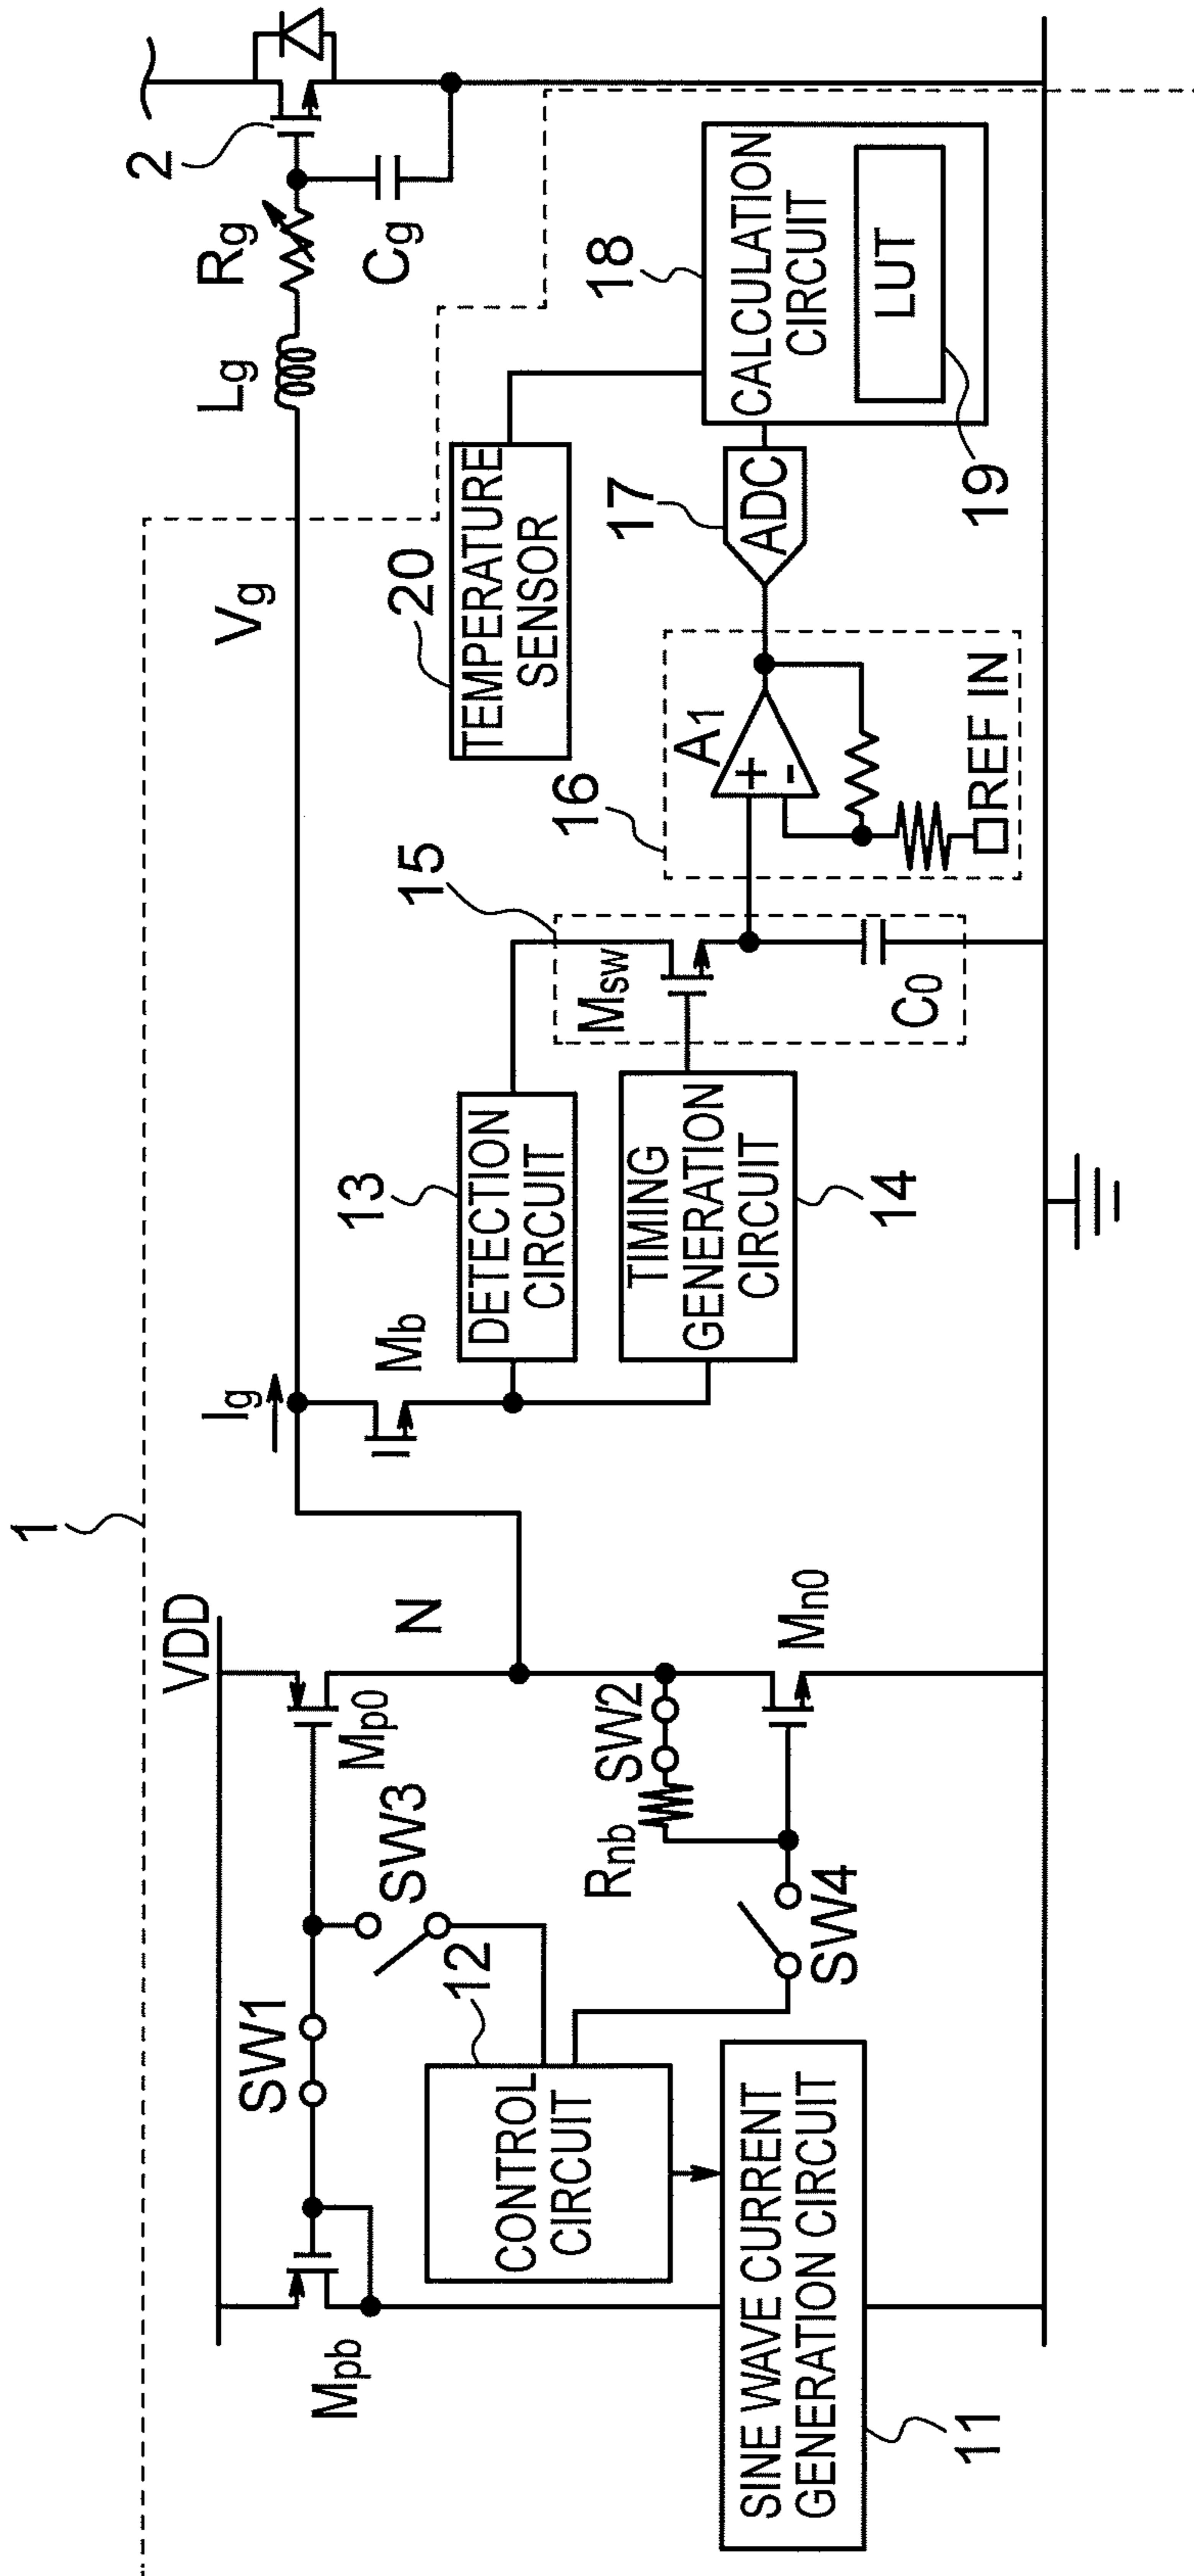 1
VDD
Mpb
SW1
SW3
Mp0
N
12
CONTROL
CIRCUIT
SINE WAVE CURRENT
GENERATION CIRCUIT
11
Rnb
SW2
SW4
Mn0
Ig
Vg
Lg
Rg
2
Cg
Mb
13
DETECTION
CIRCUIT
TIMING
GENERATION
CIRCUIT
14
15
Msw
C0
16
A1
+
-
REF IN
20
TEMPERATURE
SENSOR
17
ADC
18
CALCULATION
CIRCUIT
LUT
19